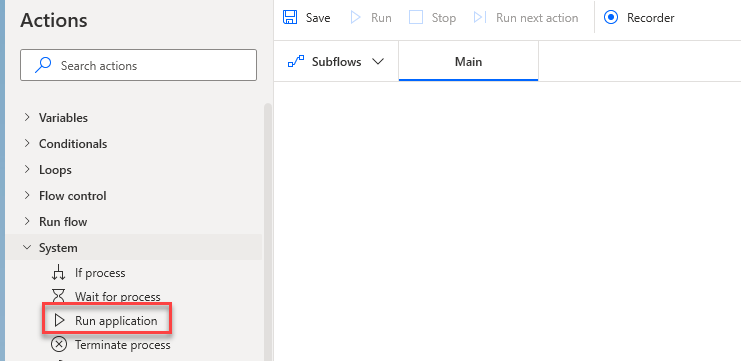 Actions
Save Run Stop Run next action Recorder
Search actions
Subflows Main
Variables
Conditionals
Loops
Flow control
Run flow
System
If process
Wait for process
Run application
Terminate process